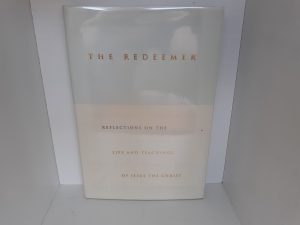 THE REDEEMER
REFLECTIONS ON THE
LIFE AND TEACHINGS
OF JESUS THE CHRIST